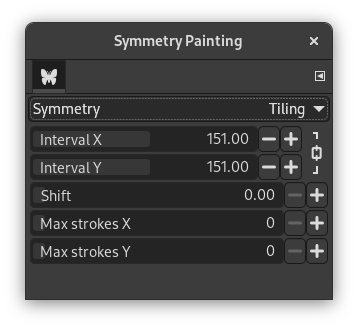 Symmetry Painting
Symmetry Tiling
Interval X 151.00
Interval Y 151.00
Shift 0.00
Max strokes X 0
Max strokes Y 0